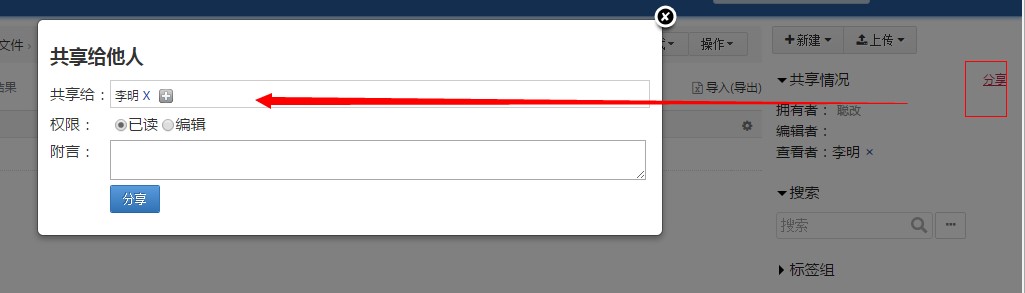 文件 ›
果
共享给他人
共享给：李明 X
权限： 已读 编辑
附言：
分享
式 操作
导入(导出)
新建 上传
共享情况 分享
拥有者： 聪改
编辑者：
查看者：李明 ×
搜索
搜索 ...
标签组